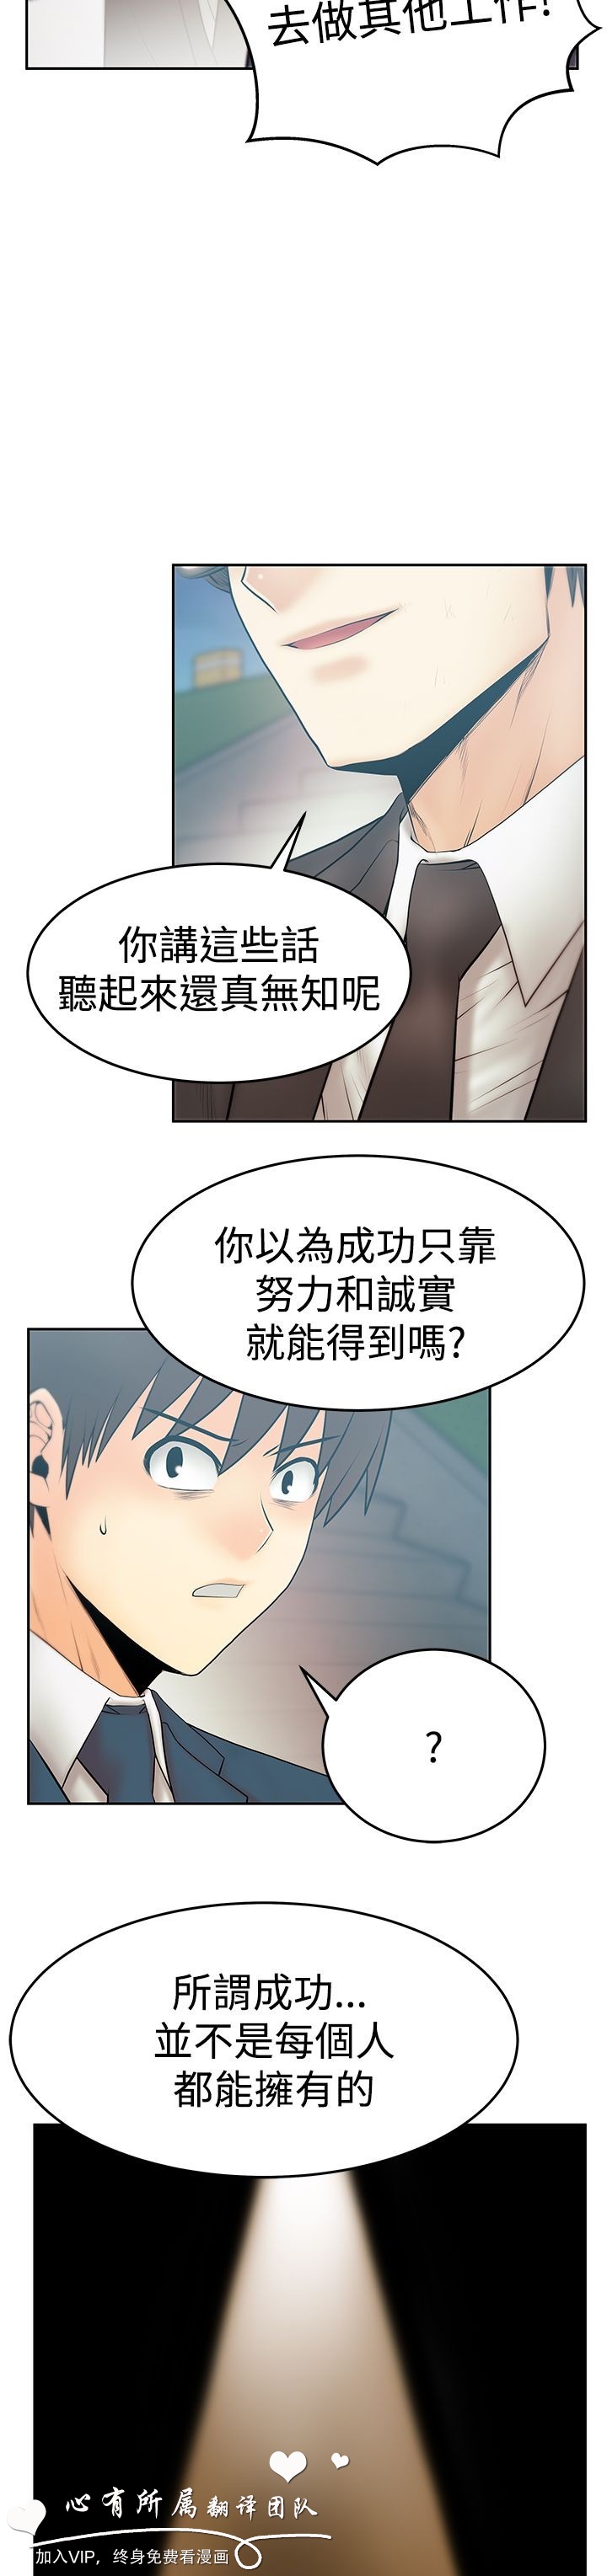 去做其他工作!
你講這些話
聽起來還真無知呢
你以為成功只靠
努力和誠實
就能得到嗎?
?
所謂成功...
並不是每個人
都能擁有的
心有所属翻译团队
加入VIP，终身免费看漫画